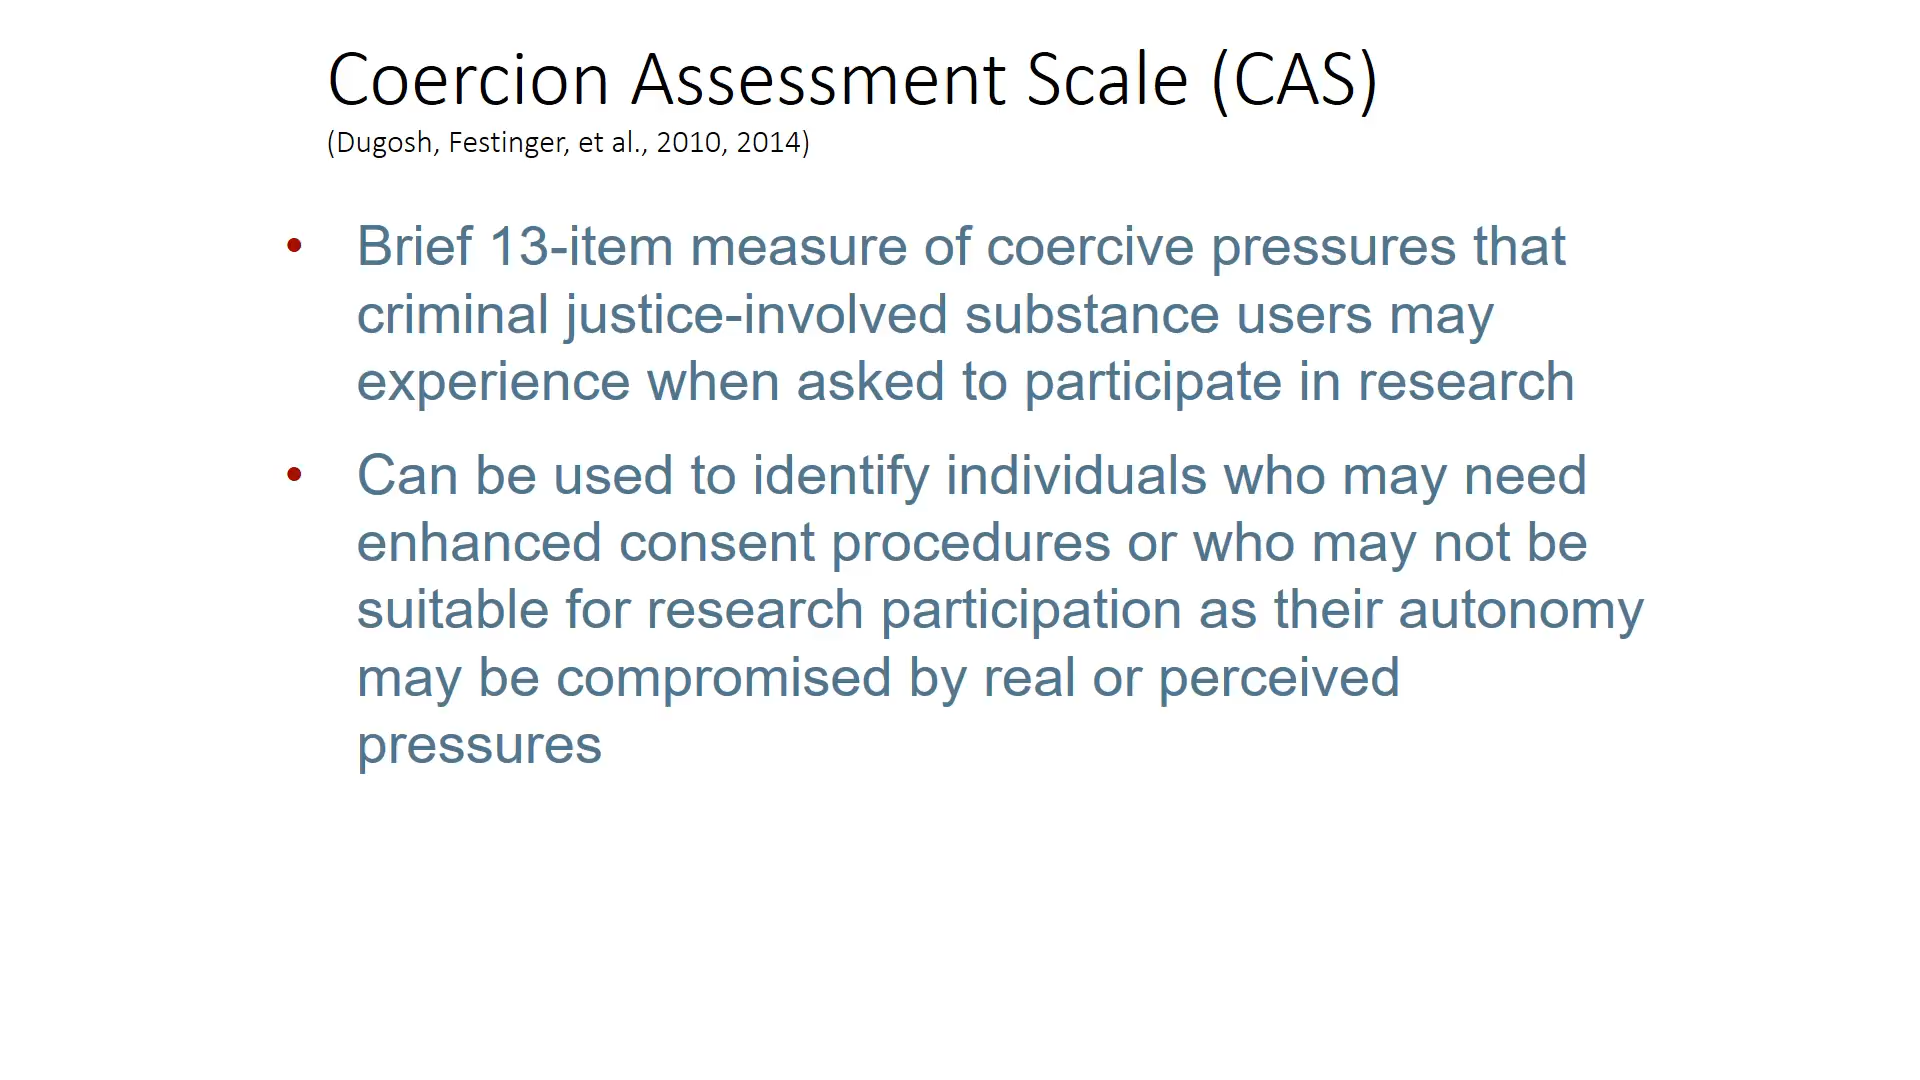 Coercion Assessment Scale (CAS)
(Dugosh, Festinger, et al., 2010, 2014)
• Brief 13-item measure of coercive pressures that
criminal justice-involved substance users may
experience when asked to participate in research
• Can be used to identify individuals who may need
enhanced consent procedures or who may not be
suitable for research participation as their autonomy
may be compromised by real or perceived
pressures